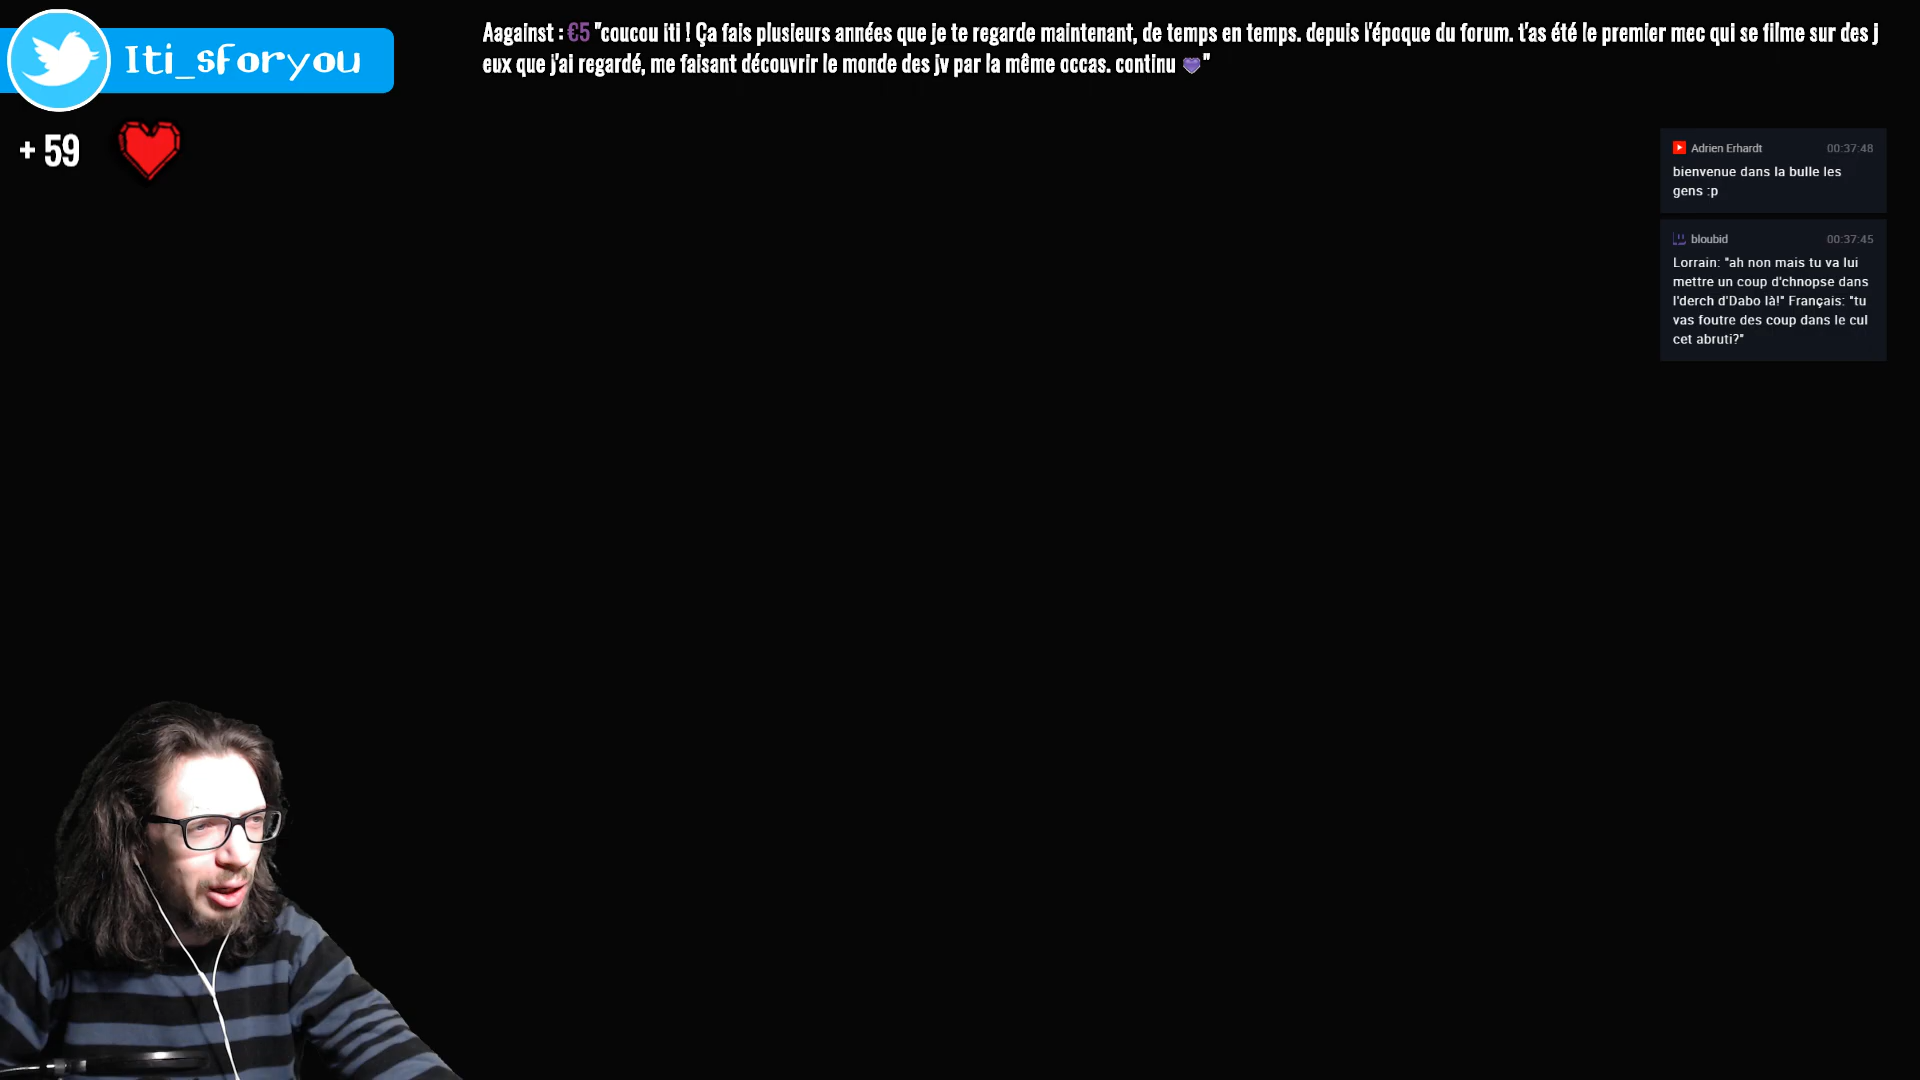 Iti_sforyou
Aagainst : €5 "coucou iti ! Ça fais plusieurs années que je te regarde maintenant, de temps en temps. depuis l'époque du forum. t'as été le premier mec qui se filme sur des j
eux que j'ai regardé, me faisant découvrir le monde des jv par la même occas. continu 💜"
+ 59
Adrien Erhardt 00:37:48
bienvenue dans la bulle les
gens :p
bloubid 00:37:45
Lorrain: "ah non mais tu va lui
mettre un coup d'chnopse dans
l'derch d'Dabo là!" Français: "tu
vas foutre des coup dans le cul
cet abruti?"